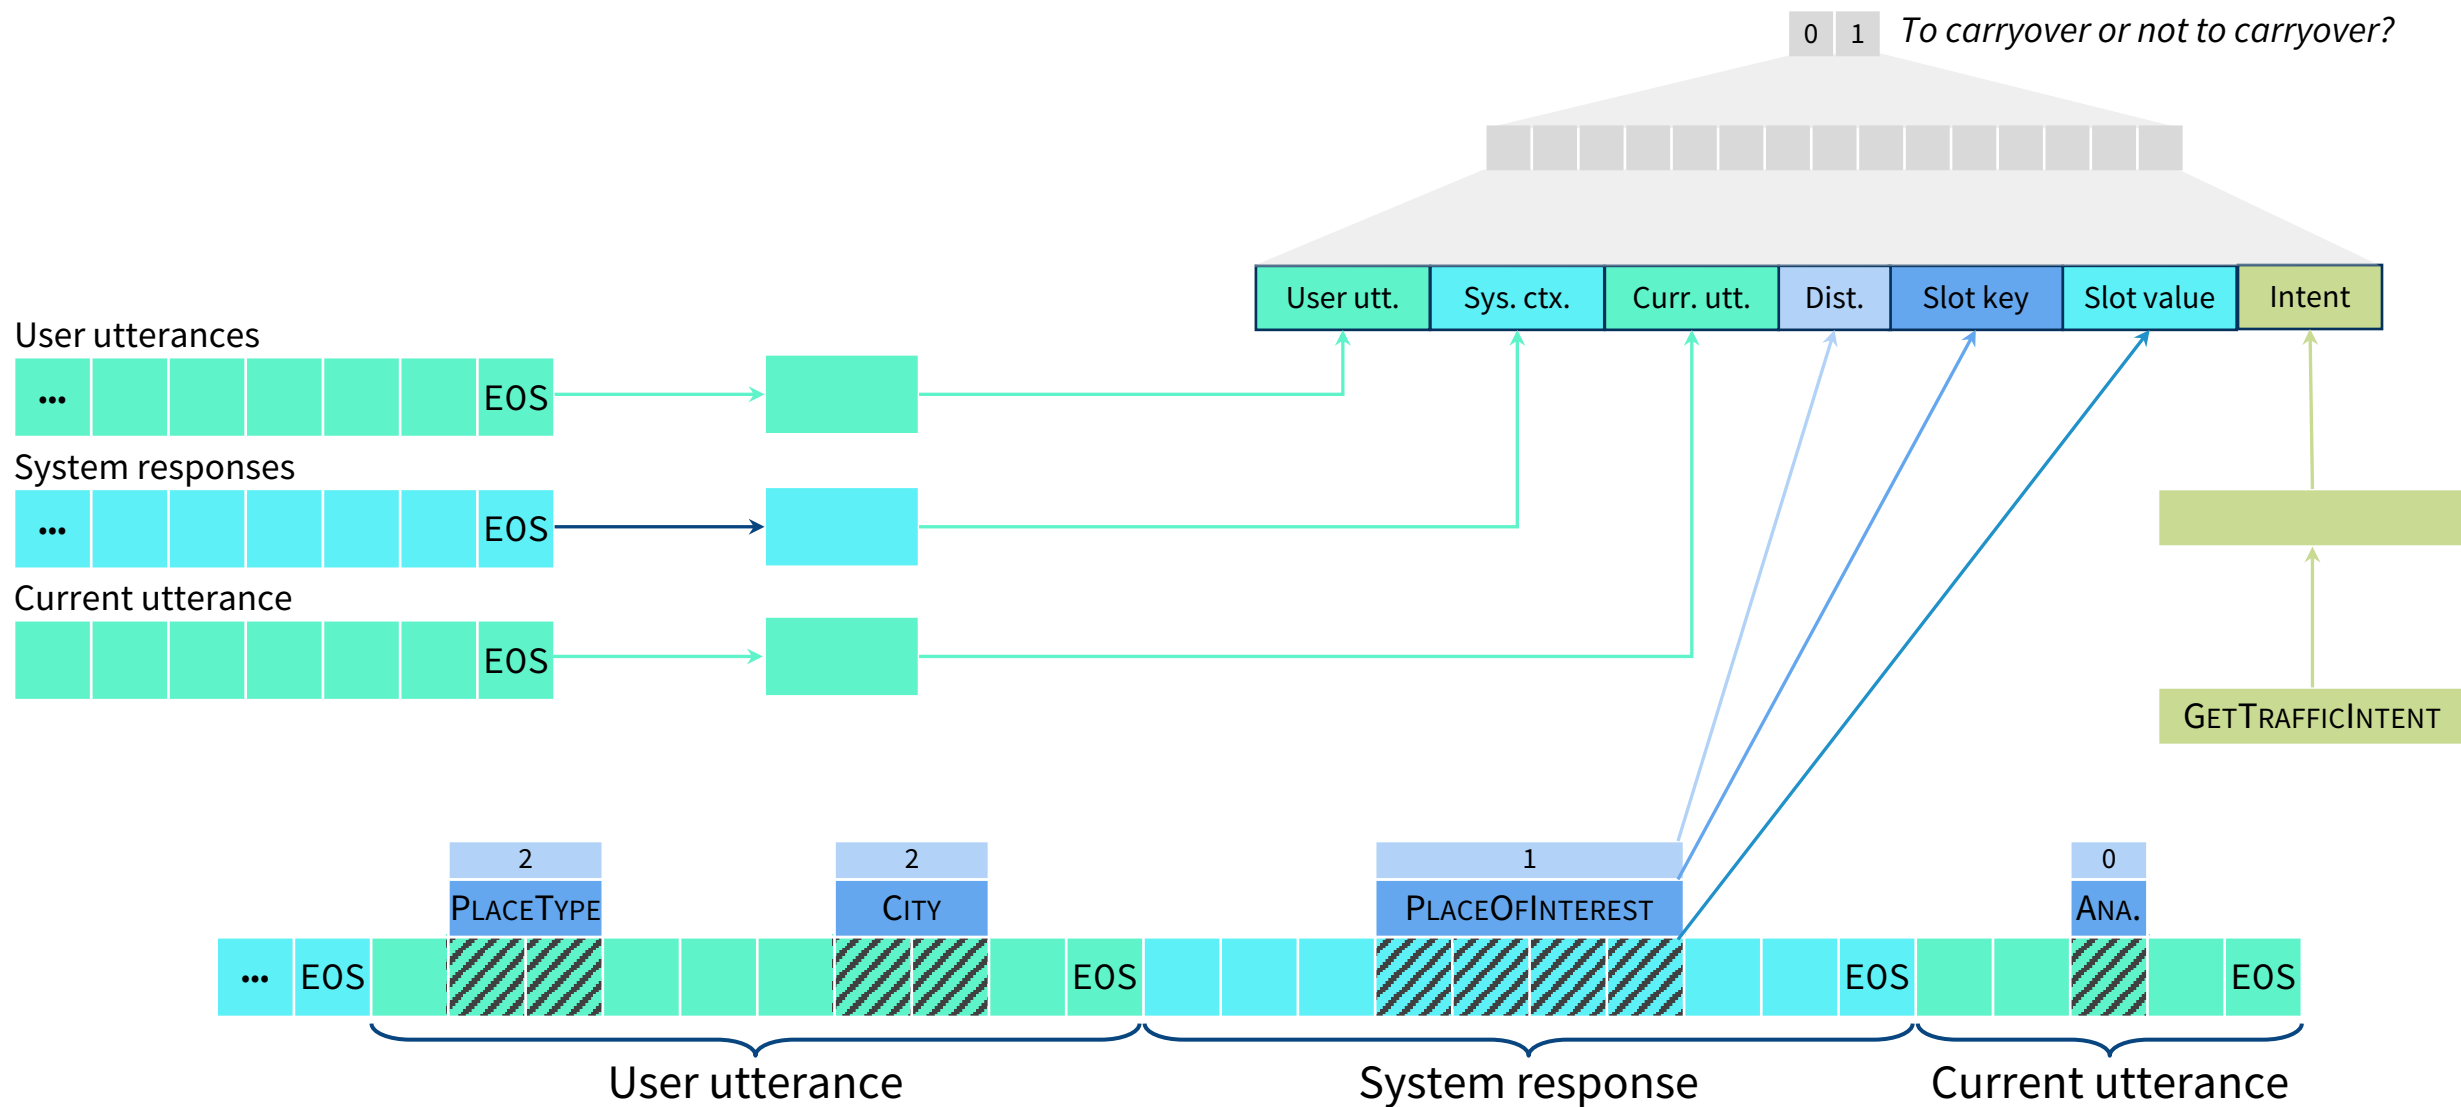 0 1 To carryover or not to carryover?
User utt. Sys. ctx. Curr. utt. Dist. Slot key Slot value Intent
User utterances
... EOS
System responses
... EOS
Current utterance
EOS
GETTRAFFICINTENT
2 2 1 0
PLACETYPE CITY PLACEOFINTEREST ANA.
... EOS EOS EOS EOS
User utterance System response Current utterance